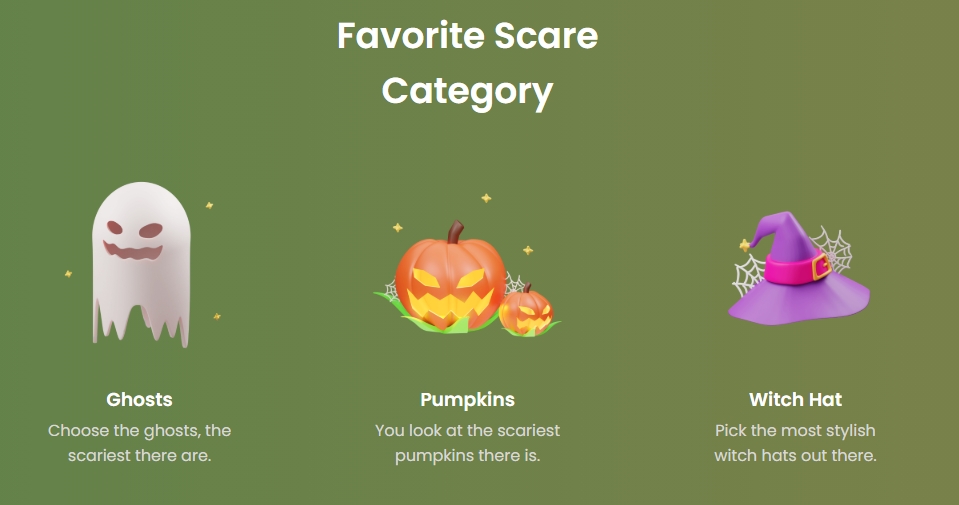 Favorite Scare
Category
Ghosts
Choose the ghosts, the
scariest there are.
Pumpkins
You look at the scariest
pumpkins there is.
Witch Hat
Pick the most stylish
witch hats out there.